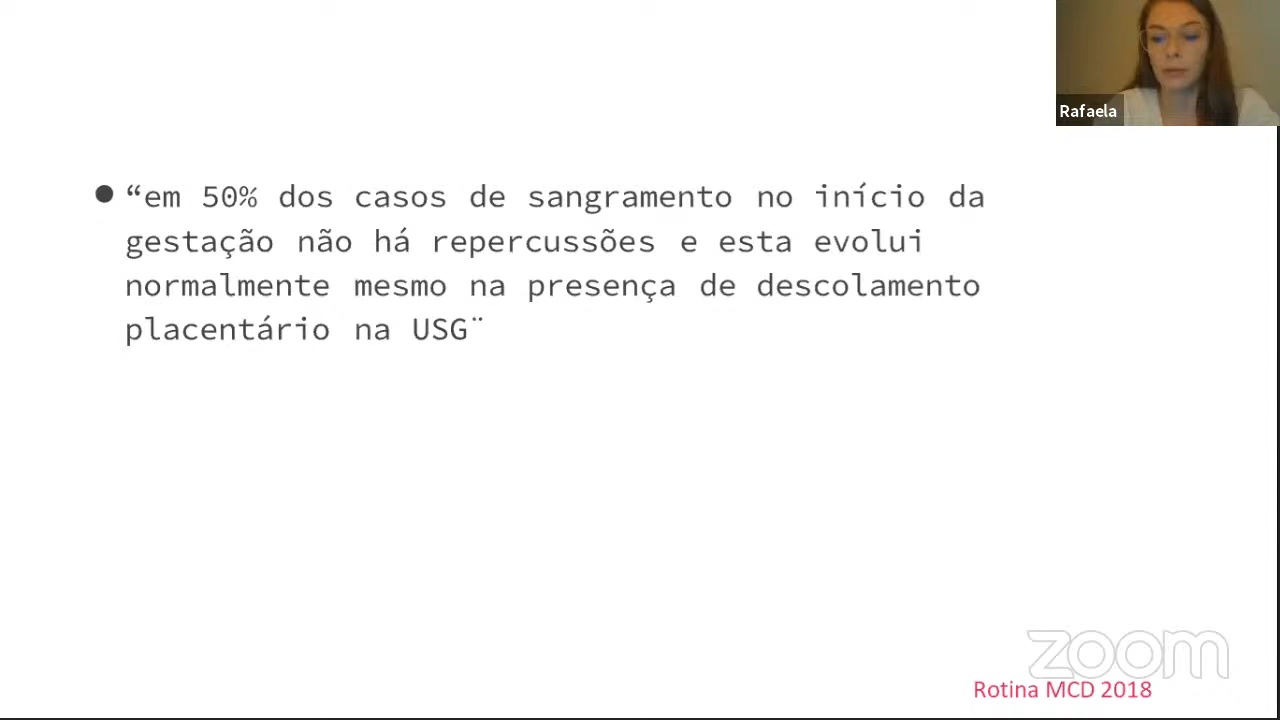 Rafaela
● “em 50% dos casos de sangramento no início da
gestação não há repercussões e esta evolui
normalmente mesmo na presença de descolamento
placentário na USG¨
zoom
Rotina MCD 2018